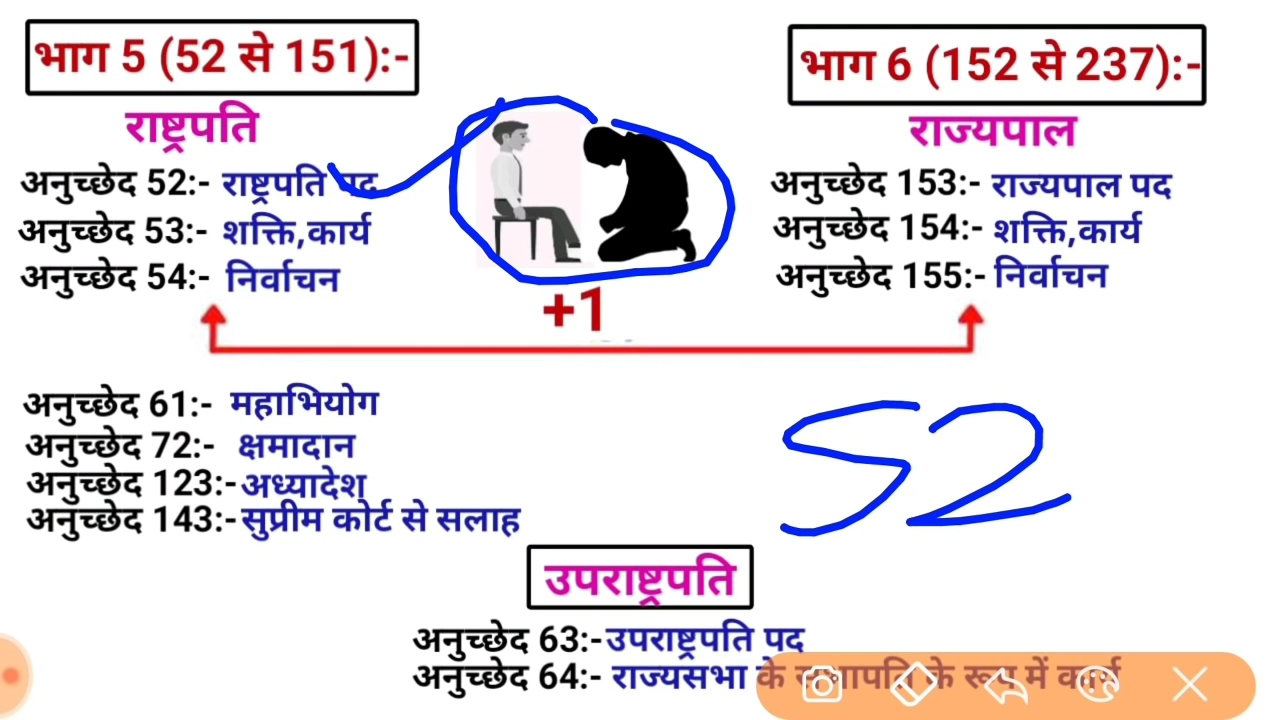 भाग 5 (52 से 151):-
राष्ट्रपति
अनुच्छेद 52:- राष्ट्रपति पद
अनुच्छेद 53:- शक्ति,कार्य
अनुच्छेद 54:- निर्वाचन
भाग 6 (152 से 237):-
राज्यपाल
अनुच्छेद 153:- राज्यपाल पद
अनुच्छेद 154:- शक्ति,कार्य
अनुच्छेद 155:- निर्वाचन
+1
अनुच्छेद 61:- महाभियोग
अनुच्छेद 72:- क्षमादान
अनुच्छेद 123:- अध्यादेश
अनुच्छेद 143:- सुप्रीम कोर्ट से सलाह
52
उपराष्ट्रपति
अनुच्छेद 63:- उपराष्ट्रपति पद
अनुच्छेद 64:- राज्यसभा के सभापति के रूप में कार्य